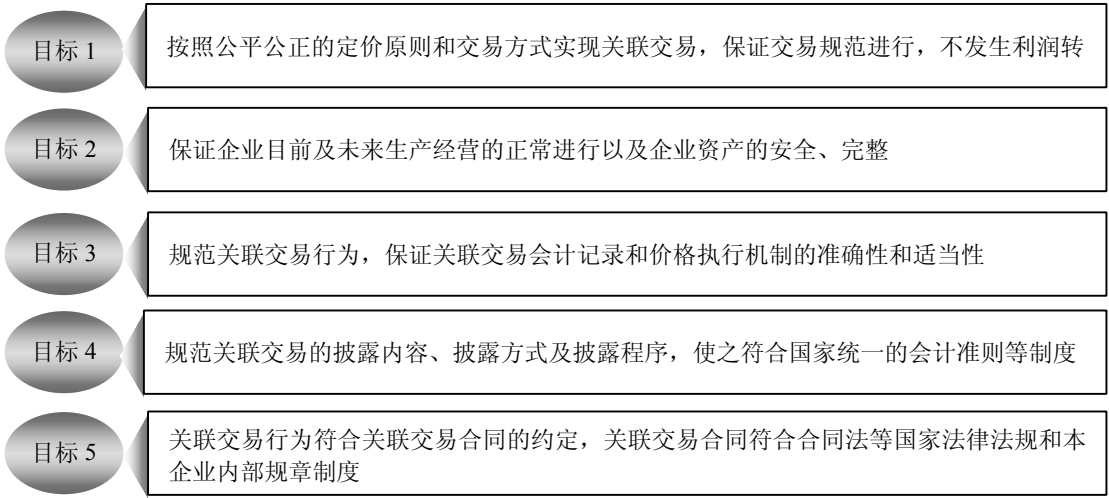 目标 1
按照公平公正的定价原则和交易方式实现关联交易，保证交易规范进行，不发生利润转
目标 2
保证企业目前及未来生产经营的正常进行以及企业资产的安全、完整
目标 3
规范关联交易行为，保证关联交易会计记录和价格执行机制的准确性和适当性
目标 4
规范关联交易的披露内容、披露方式及披露程序，使之符合国家统一的会计准则等制度
目标 5
关联交易行为符合关联交易合同的约定，关联交易合同符合合同法等国家法律法规和本
企业内部规章制度